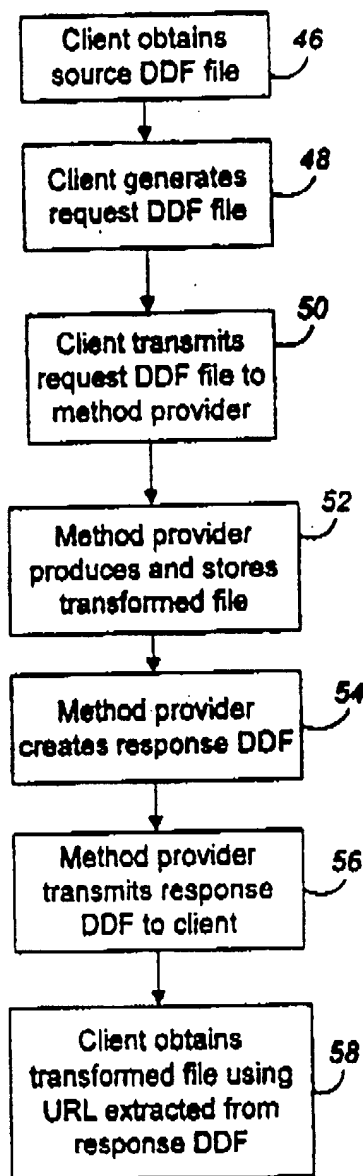 Client obtains
46
source DDF file
Client generates
48
request DDF file
50
Client transmits
request DDF file to
method provider
52
Method provider
produces and stores
transformed file
54
Method provider
creates response DDF
56
Method provider
transmits response
DDF to client
58
Client obtains
transformed file using
URL extracted from
response DDF